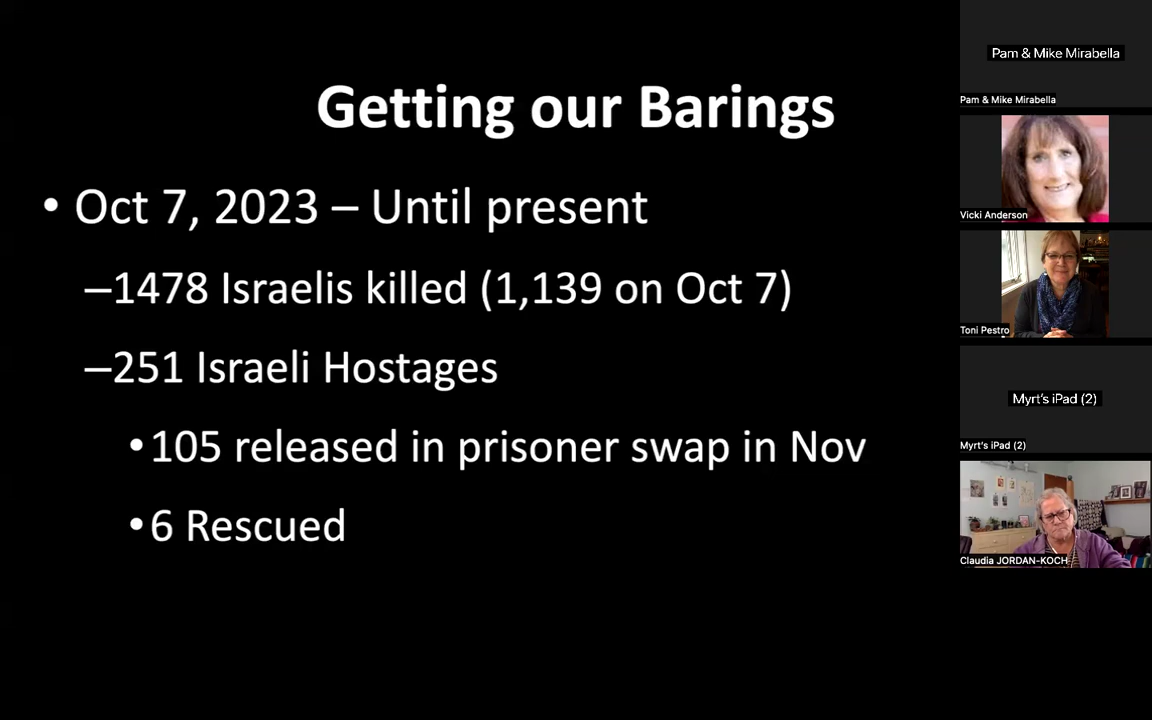 Getting our Barings
• Oct 7, 2023 – Until present
–1478 Israelis killed (1,139 on Oct 7)
–251 Israeli Hostages
•105 released in prisoner swap in Nov
•6 Rescued
Pam & Mike Mirabella
Pam & Mike Mirabella
Vicki Anderson
Toni Pestro
Myrt's iPad (2)
Myrt's iPad (2)
Claudia JORDAN-KOCH